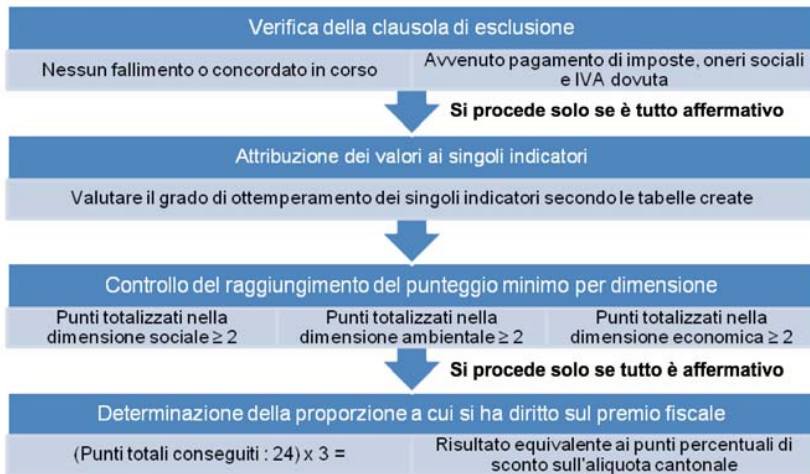 Verifica della clausola di esclusione
Nessun fallimento o concordato in corso
Avvenuto pagamento di imposte, oneri sociali
e IVA dovuta
Si procede solo se è tutto affermativo
Attribuzione dei valori ai singoli indicatori
Valutare il grado di ottemperamento dei singoli indicatori secondo le tabelle create
Controllo del raggiungimento del punteggio minimo per dimensione
Punti totalizzati nella
dimensione sociale ≥ 2
Punti totalizzati nella
dimensione ambientale ≥ 2
Punti totalizzati nella
dimensione economica ≥ 2
Si procede solo se tutto è affermativo
Determinazione della proporzione a cui si ha diritto sul premio fiscale
(Punti totali conseguiti : 24) x 3 =
Risultato equivalente ai punti percentuali di
sconto sull'aliquota cantonale